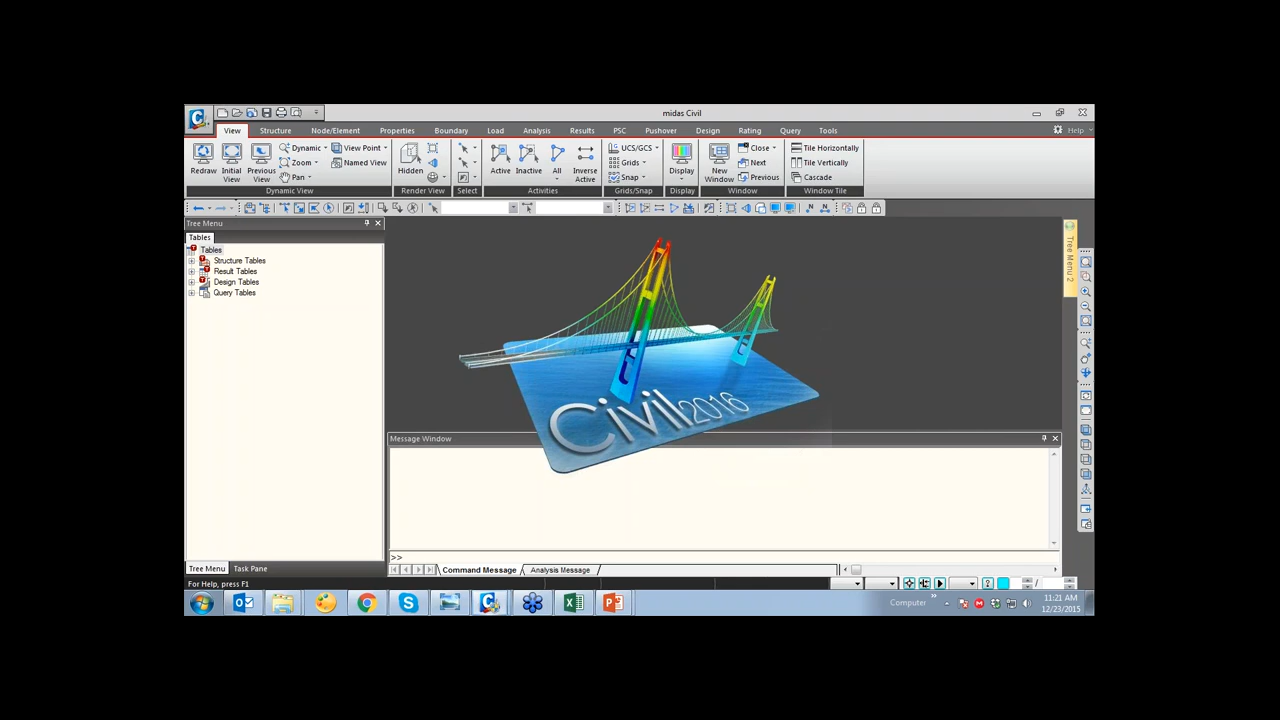 midas Civil
View Structure Node/Element Properties Boundary Load Analysis Results PSC Pushover Design Rating Query Tools Help
Redraw
Initial View
Previous View
Dynamic
Zoom
Pan
View Point
Named View
Dynamic View
Hidden
Render View
Select
Active
Inactive
All
Inverse Active
Activities
UCS/GCS
Grids
Snap
Grids/Snap
Display
Display
New Window
Close
Next
Previous
Window
Tile Horizontally
Tile Vertically
Cascade
Window Tile
Tree Menu
Tables
Tables
Structure Tables
Result Tables
Design Tables
Query Tables
Civil2016
Tree Menu 2
Message Window
>>
Command Message Analysis Message
Tree Menu Task Pane
For Help, press F1
/
Computer
11:21 AM
12/23/2015